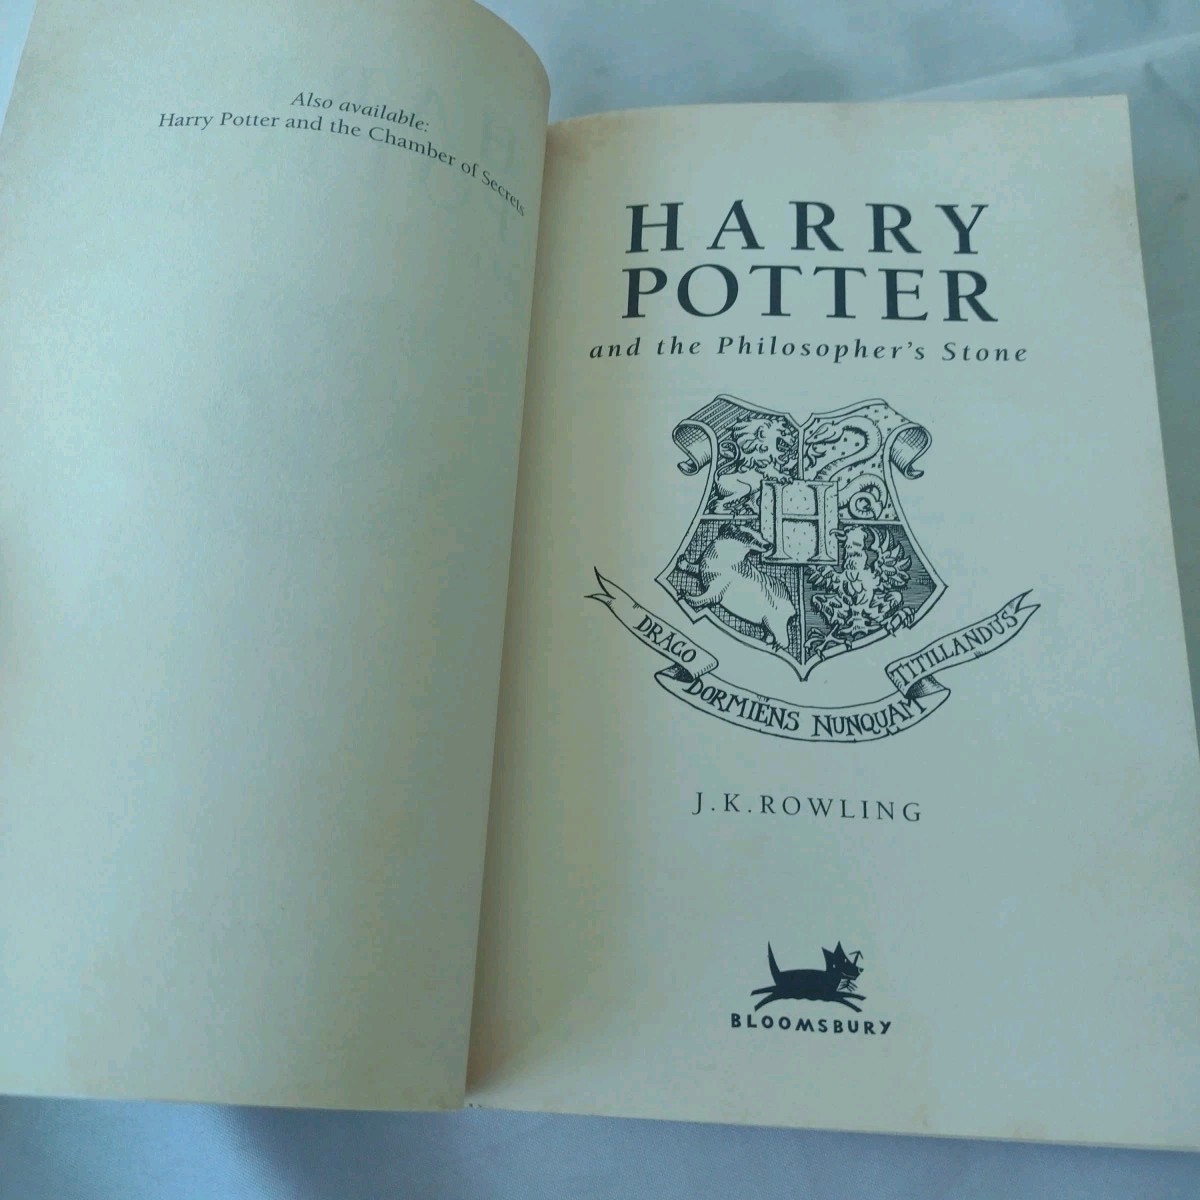 Also available:
Harry Potter and the Chamber of Secrets
HARRY
POTTER
and the Philosopher's Stone
H
DRACO
DORMIENS NUNQUAM
TITILLANDUS
J.K.ROWLING
BLOOMSBURY